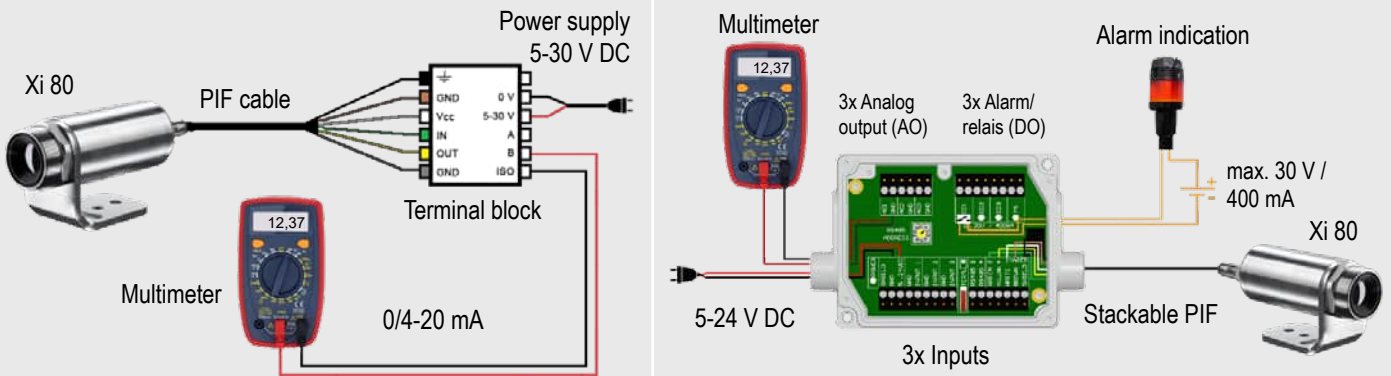 Power supply
5-30 V DC
Xi 80
PIF cable
GND
Vcc
IN
OUT
GND
0 V
5-30 V
A
B
ISO
Terminal block
12,37
Multimeter
0/4-20 mA
Multimeter
12,37
Alarm indication
3x Analog
output (AO)
3x Alarm/
relais (DO)
max. 30 V /
400 mA
+
-
Xi 80
5-24 V DC
Stackable PIF
3x Inputs